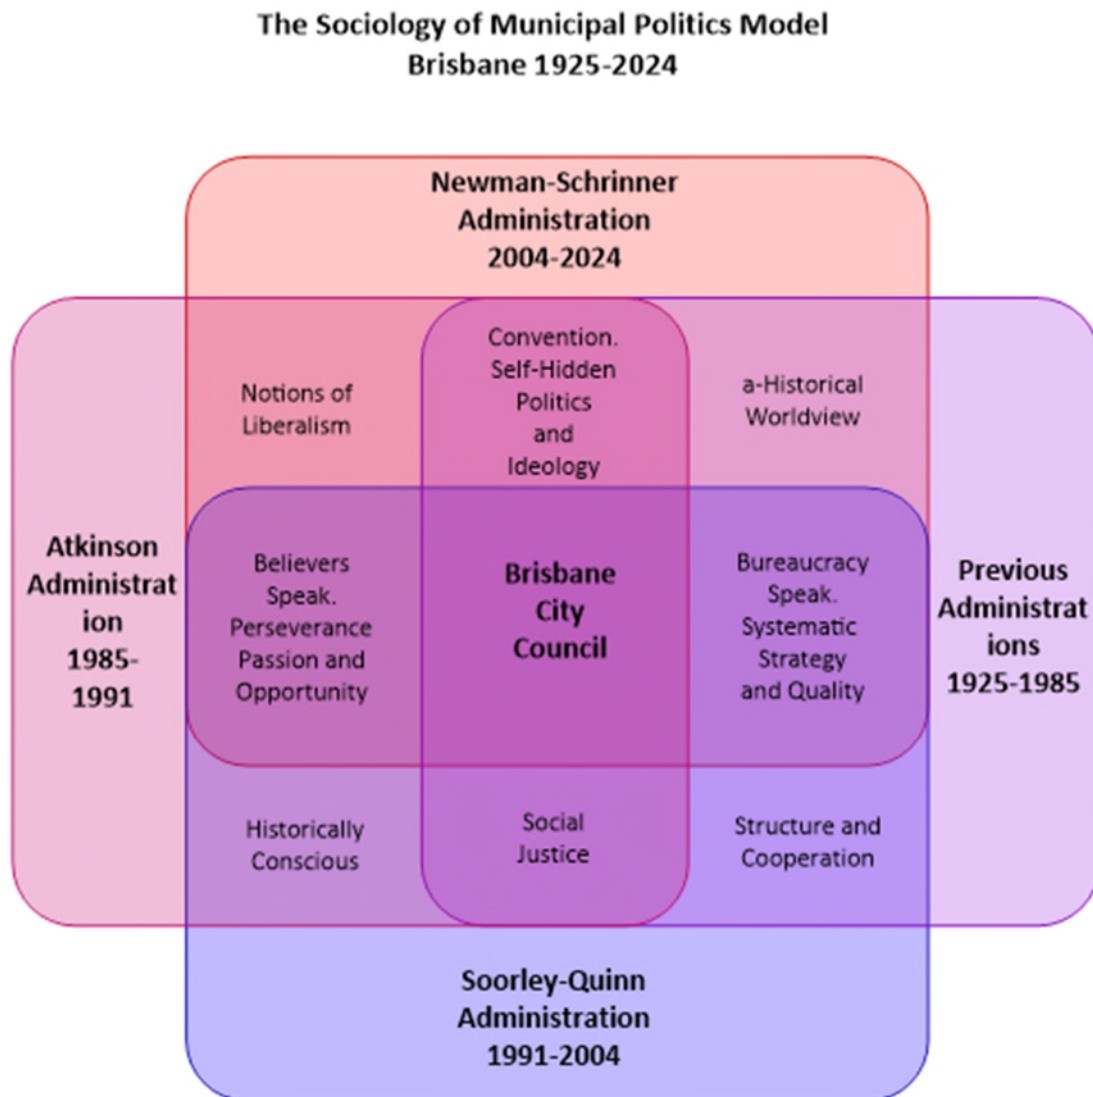 The Sociology of Municipal Politics Model
Brisbane 1925-2024
Newman-Schrinner
Administration
2004-2024
Convention.
Self-Hidden
Politics
and
Ideology
Notions of
Liberalism
a-Historical
Worldview
Atkinson
Administrat
ion
1985-
1991
Believers
Speak.
Perseverance
Passion and
Opportunity
Brisbane
City
Council
Bureaucracy
Speak.
Systematic
Strategy
and Quality
Previous
Administrat
ions
1925-1985
Historically
Conscious
Social
Justice
Structure and
Cooperation
Soorley-Quinn
Administration
1991-2004